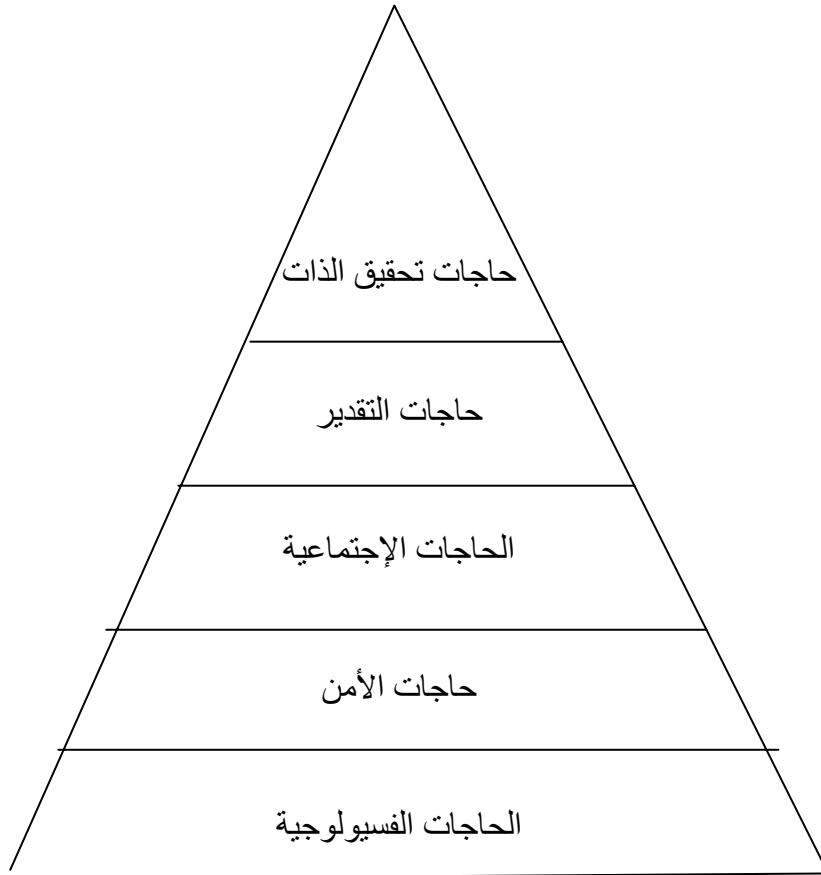 حاجات تحقيق الذات
حاجات التقدير
الحاجات الإجتماعية
حاجات الأمن
الحاجات الفسيولوجية